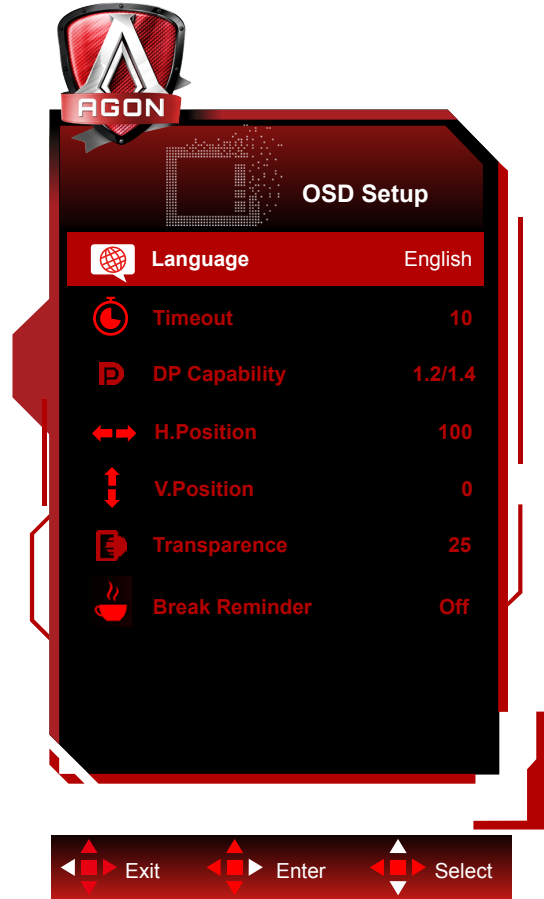 AGON
OSD Setup
Language English
Timeout 10
DP Capability 1.2/1.4
H.Position 100
V.Position 0
Transparence 25
Break Reminder Off
Exit Enter Select